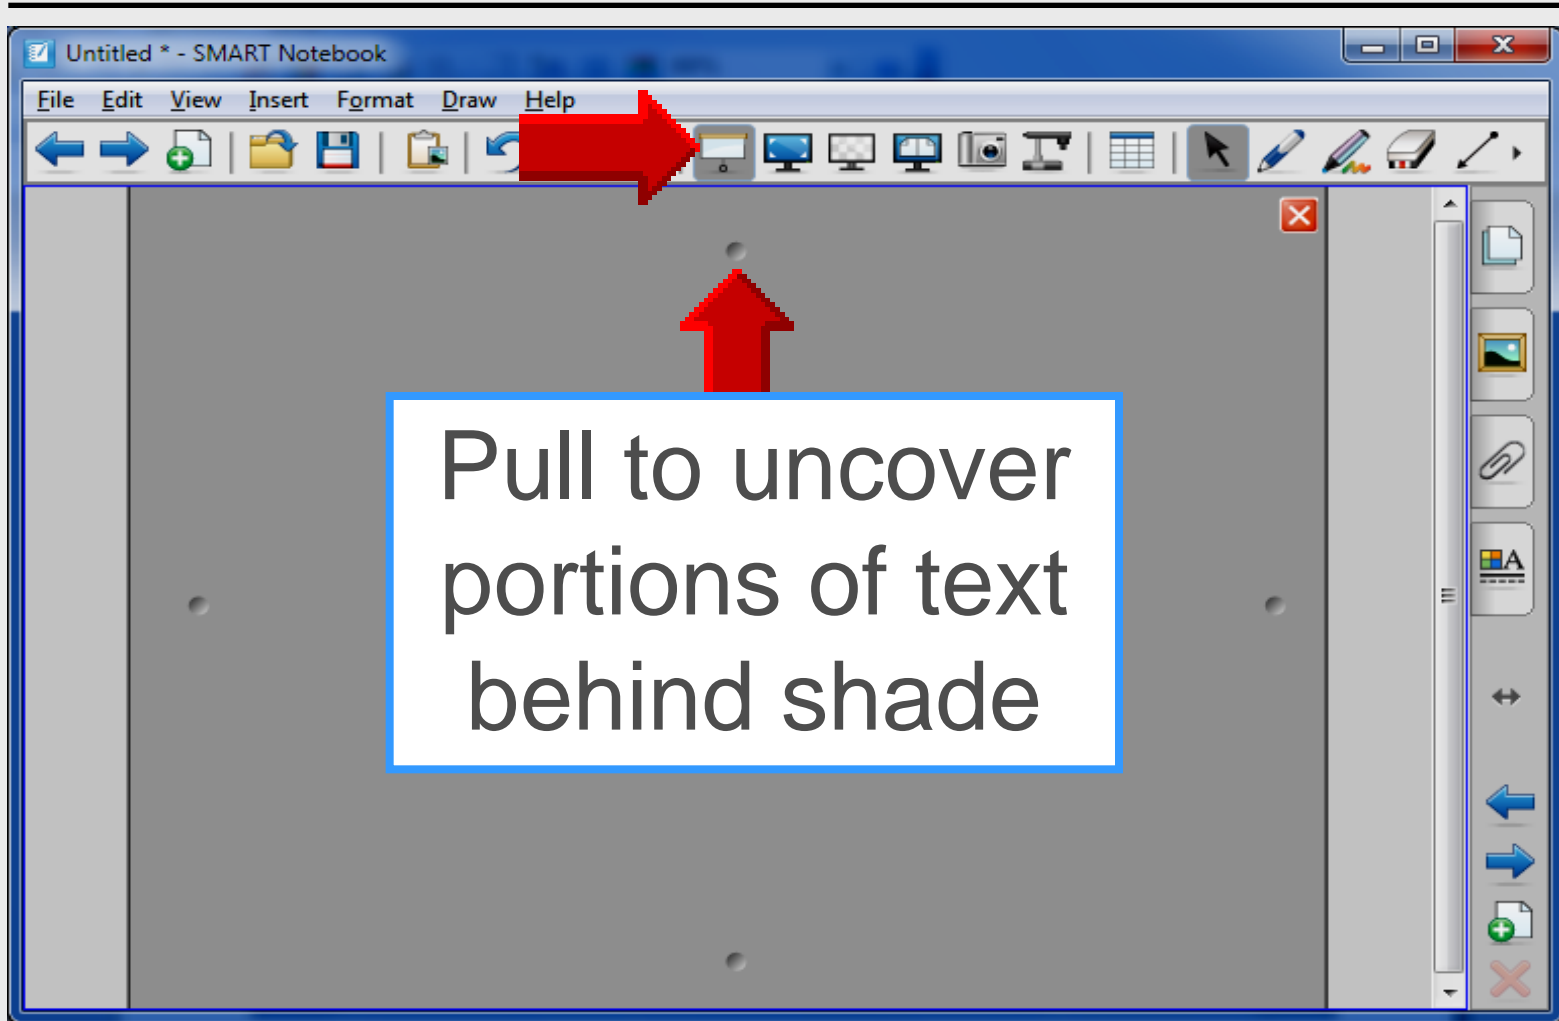 Untitled * - SMART Notebook
File Edit View Insert Format Draw Help
Pull to uncover
portions of text
behind shade
A